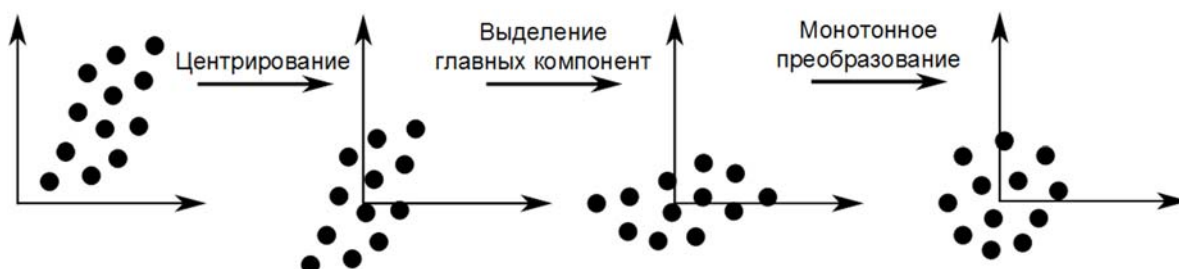 Центрирование
Выделение
главных компонент
Монотонное
преобразование